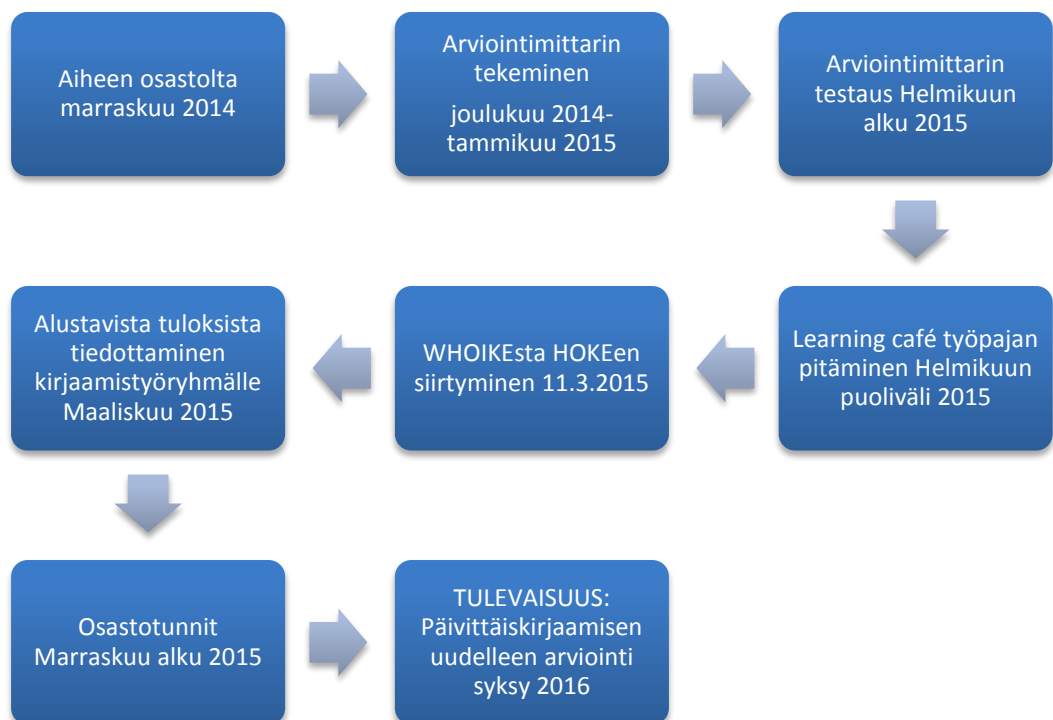 Aiheen osastolta
marraskuu 2014
Arviointimittarin
tekeminen
joulukuu 2014-
tammikuu 2015
Arviointimittarin
testaus Helmikuun
alku 2015
Learning café työpajan
pitäminen Helmikuun
puoliväli 2015
WHOIKEsta HOKEen
siirtyminen 11.3.2015
Alustavista tuloksista
tiedottaminen
kirjaamistyöryhmälle
Maaliskuu 2015
Osastotunnit
Marraskuu alku 2015
TULEVAISUUS:
Päivittäiskirjaamisen
uudelleen arviointi
syksy 2016